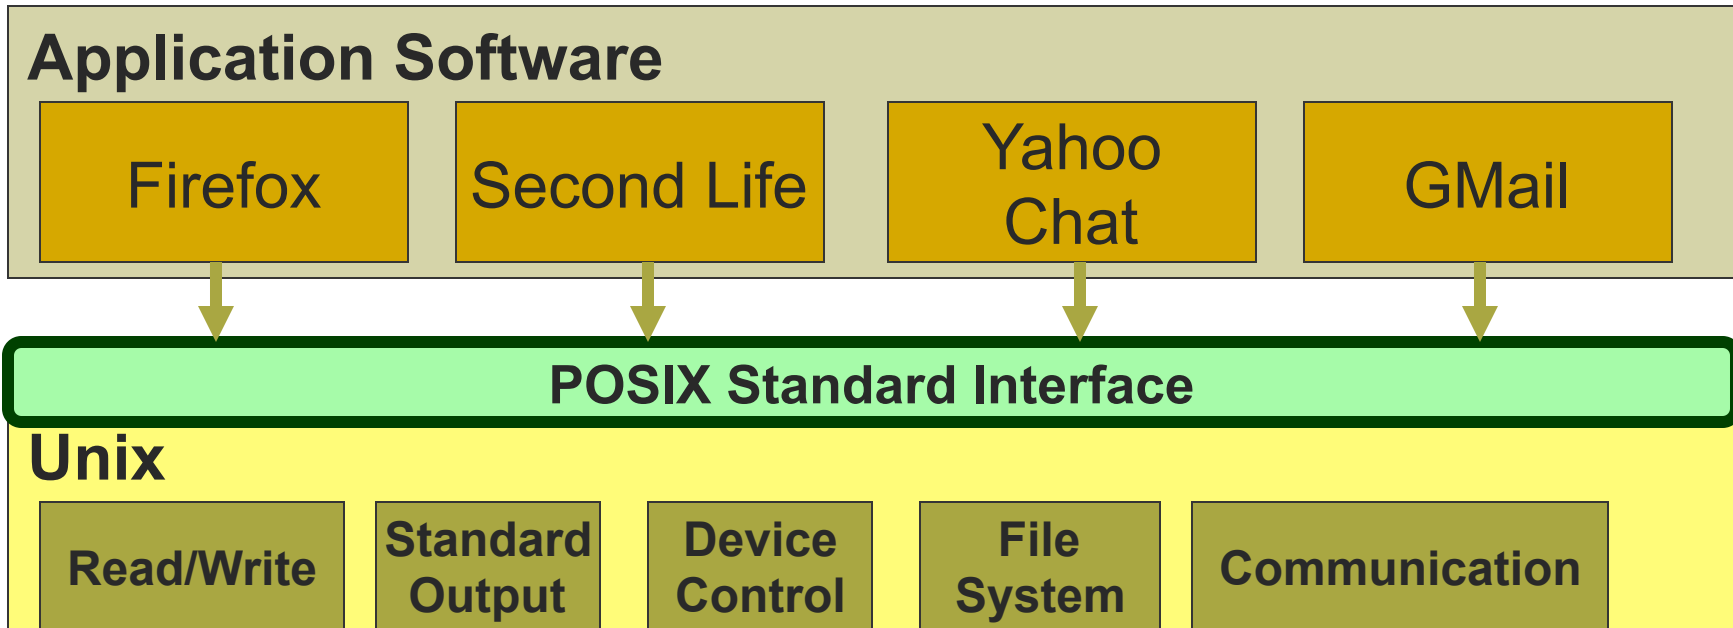 Application Software
Firefox
Second Life
Yahoo
Chat
GMail
POSIX Standard Interface
Unix
Read/Write
Standard
Output
Device
Control
File
System
Communication